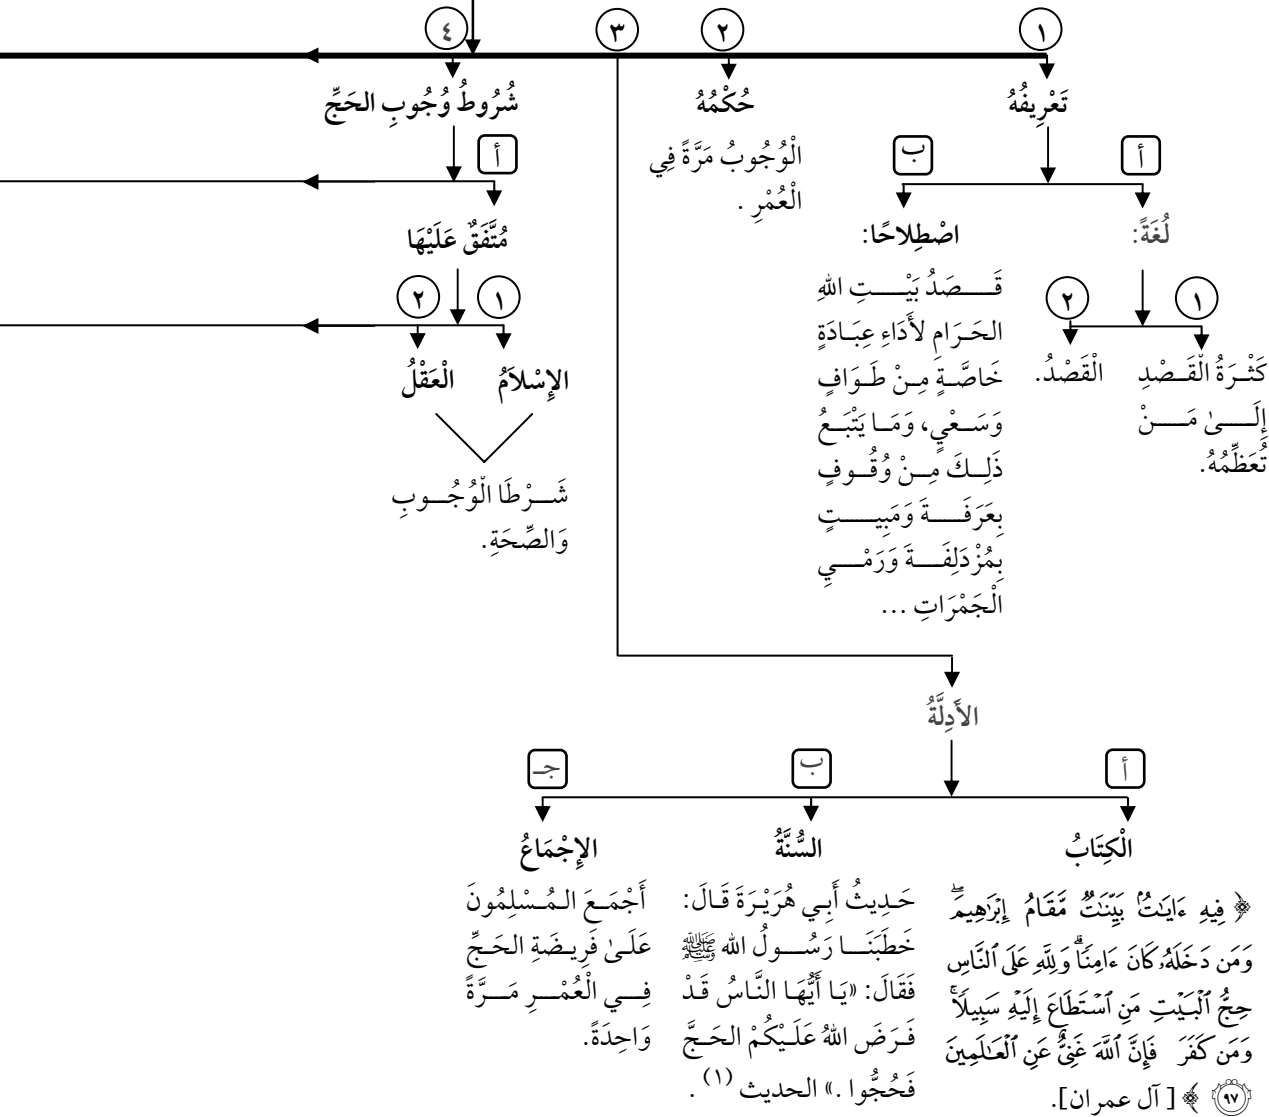 ١
تَعْرِيفُهُ
أ
لُغَةً:
١
كَثْرَةُ الْقَصْدِ
إِلَىٰ مَنْ
تُعَظِّمُهُ.
٢
الْقَصْدُ.
ب
اصْطِلاحًا:
قَصَدُ بَيْتِ اللهِ
الحَرَامِ لأَدَاءِ عِبَادَةٍ
خَاصَّةٍ مِنْ طَوَافٍ
وَسَعْيٍ، وَمَا يَتْبَعُ
ذَلِكَ مِنْ وُقُوفٍ
بِعَرَفَةَ وَمَبِيتٍ
بِمُزْدَلِفَةَ وَرَمْيِ
الْجَمْرَاتِ ...
٢
حُكْمُهُ
الْوُجُوبُ مَرَّةً فِي
الْعُمْرِ .
٣
الأَدِلَّةُ
أ
الْكِتَابُ
﴿ فِيهِ ءَايَٰتٌۢ بَيِّنَٰتٌ مَّقَامُ إِبْرَٰهِيمَۖ
وَمَن دَخَلَهُۥ كَانَ ءَامِنٗاۗ وَلِلَّهِ عَلَى ٱلنَّاسِ
حِجُّ ٱلْبَيْتِ مَنِ ٱسْتَطَاعَ إِلَيْهِ سَبِيلٗاۚ
وَمَن كَفَرَ فَإِنَّ ٱللَّهَ غَنِيٌّ عَنِ ٱلْعَٰلَمِينَ
٩٧ ﴾ [ آل عمران].
ب
السُّنَّةُ
حَدِيثُ أَبِي هُرَيْرَةَ قَالَ:
خَطَبَنَا رَسُولُ الله ﷺ
فَقَالَ: «يَا أَيُّهَا النَّاسُ قَدْ
فَرَضَ اللهُ عَلَيْكُمْ الحَجَّ
فَحُجُّوا .» الحديث (١) .
جـ
الإِجْمَاعُ
أَجْمَعَ المُسْلِمُونَ
عَلَىٰ فَرِيضَةِ الحَجِّ
فِي الْعُمْرِ مَرَّةً
وَاحِدَةً.
٤
شُرُوطُ وُجُوبِ الحَجِّ
أ
مُتَّفَقٌ عَلَيْهَا
١
الإِسْلاَمُ
٢
الْعَقْلُ
شَرْطَا الْوُجُوبِ
وَالصِّحَةِ.